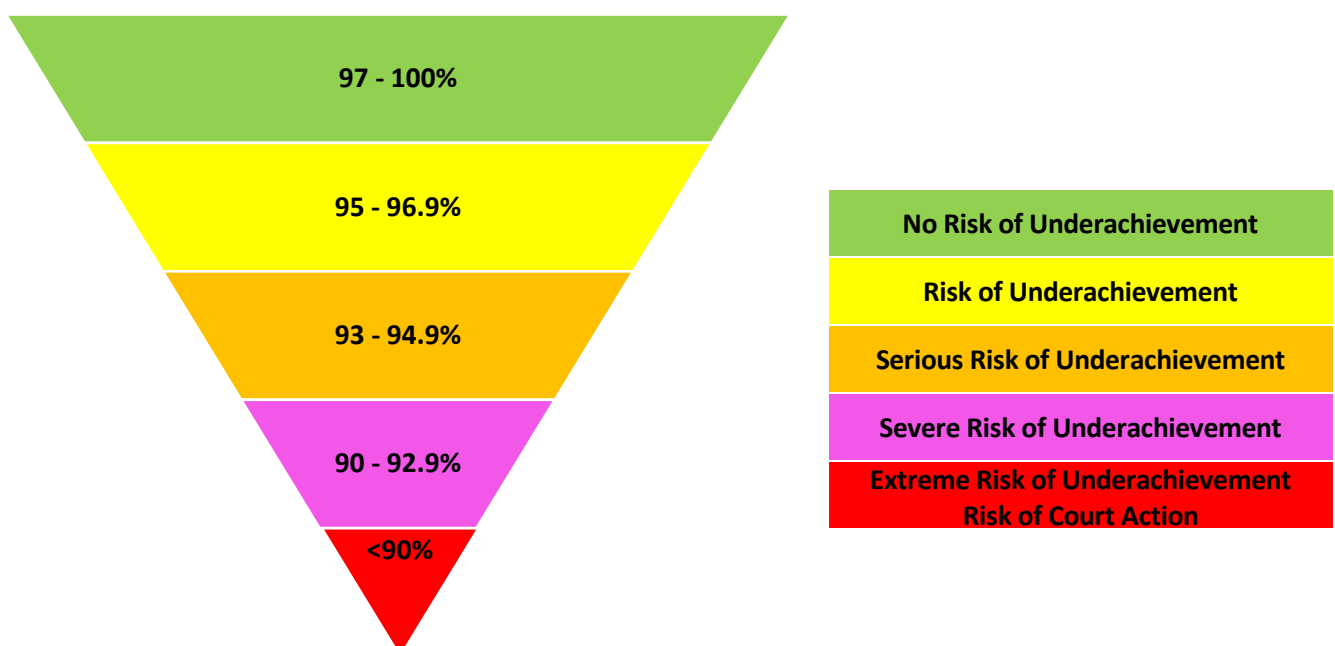 97 - 100%
95 - 96.9%
93 - 94.9%
90 - 92.9%
<90%
No Risk of Underachievement
Risk of Underachievement
Serious Risk of Underachievement
Severe Risk of Underachievement
Extreme Risk of Underachievement
Risk of Court Action